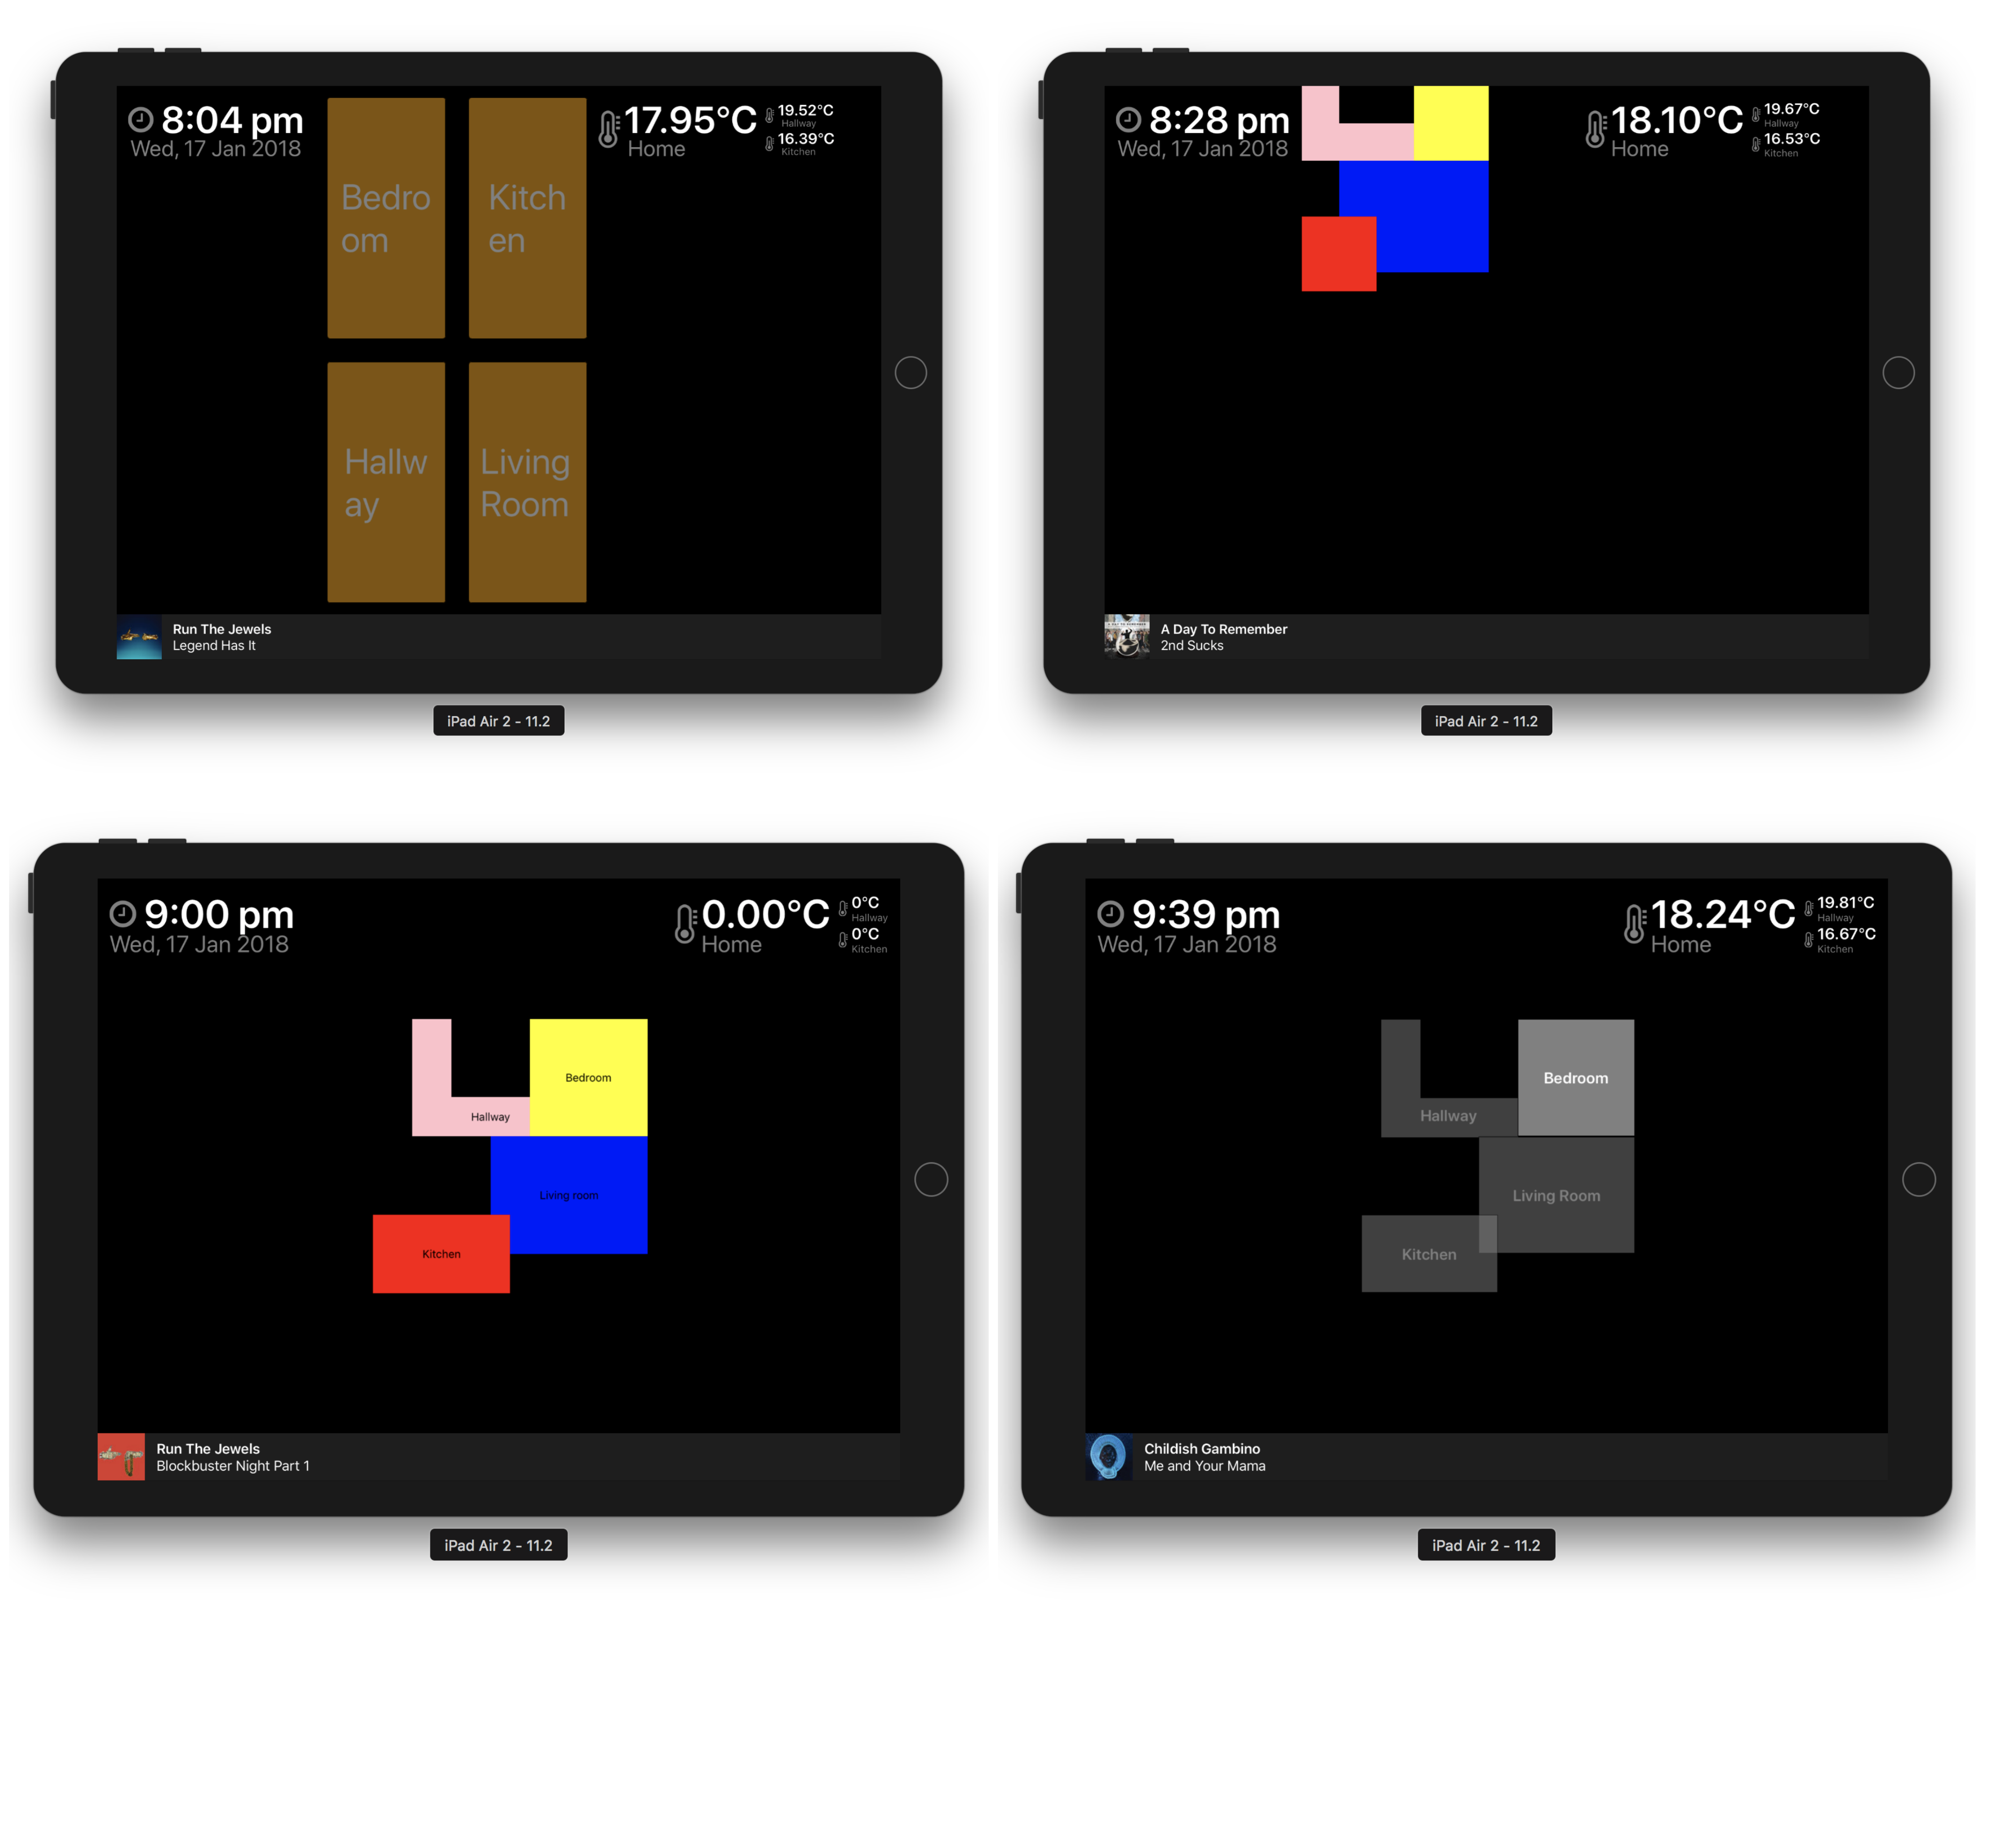 8:04 pm
Wed, 17 Jan 2018
Bedro
om
Kitch
en
Hallw
ay
Living
Room
17.95°C
Home
19.52°C
Hallway
16.39°C
Kitchen
Run The Jewels
Legend Has It
iPad Air 2 - 11.2
8:28 pm
Wed, 17 Jan 2018
18.10°C
Home
19.67°C
Hallway
16.53°C
Kitchen
A Day To Remember
2nd Sucks
iPad Air 2 - 11.2
9:00 pm
Wed, 17 Jan 2018
0.00°C
Home
0°C
Hallway
0°C
Kitchen
Bedroom
Hallway
Living room
Kitchen
Run The Jewels
Blockbuster Night Part 1
iPad Air 2 - 11.2
9:39 pm
Wed, 17 Jan 2018
18.24°C
Home
19.81°C
Hallway
16.67°C
Kitchen
Bedroom
Hallway
Living Room
Kitchen
Childish Gambino
Me and Your Mama
iPad Air 2 - 11.2